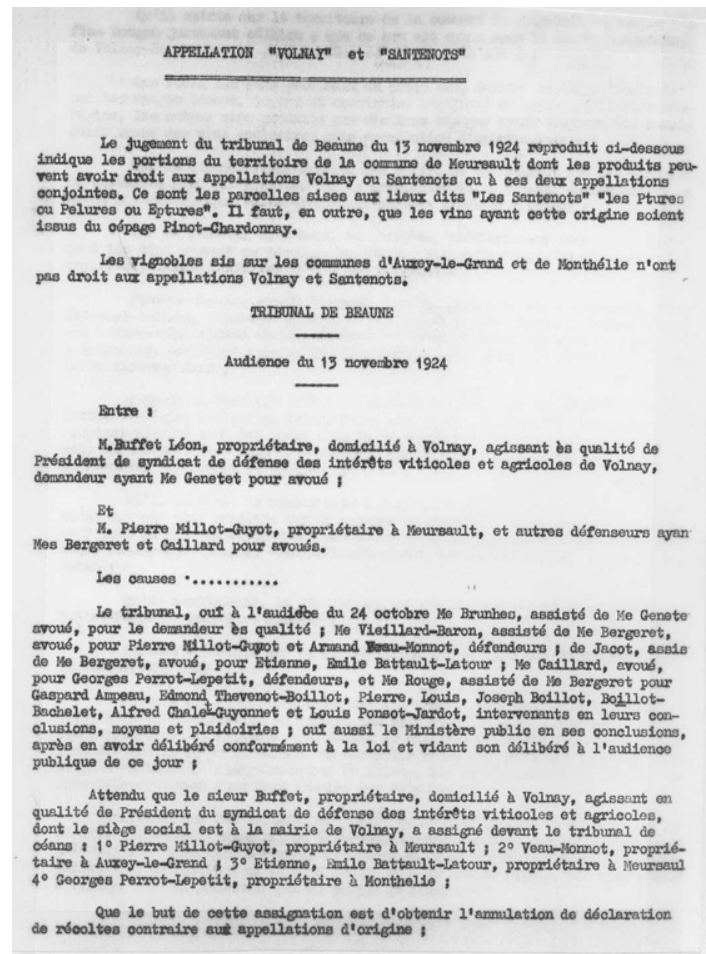 APPELLATION "VOLNAY" et "SANTENOTS"
Le jugement du tribunal de Beaune du 13 novembre 1924 reproduit ci-dessous
indique les portions du territoire de la commune de Meursault dont les produits peu-
vent avoir droit aux appellations Volnay ou Santenots ou à ces deux appellations
conjointes. Ce sont les parcelles sises aux lieux dits "Les Santenots" "les Ptures
ou Pelures ou Eptures". Il faut, en outre, que les vins ayant cette origine soient
issus du cépage Pinot-Chardonnay.
Les vignobles sis sur les communes d'Auxey-le-Grand et de Monthélie n'ont
pas droit aux appellations Volnay et Santenots.
TRIBUNAL DE BEAUNE
Audience du 13 novembre 1924
Entre :
M.Buffet Léon, propriétaire, domicilié à Volnay, agissant ès qualité de
Président de syndicat de défense des intérêts viticoles et agricoles de Volnay,
demandeur ayant Me Genetet pour avoué ;
Et
M. Pierre Millot-Guyot, propriétaire à Meursault, et autres défenseurs ayan
Mes Bergeret et Caillard pour avoués.
Les causes ............
Le tribunal, ouï à l'audidce du 24 octobre Me Brunhes, assisté de Me Genete
avoué, pour le demandeur ès qualité ; Me Vieillard-Baron, assisté de Me Bergeret,
avoué, pour Pierre Millot-Guyot et Armand Veau-Monnot, défendeurs ; de Jacot, assis
de Me Bergeret, avoué, pour Etienne, Emile Battault-Latour ; Me Caillard, avoué,
pour Georges Perrot-Lepetit, défendeurs, et Me Rouge, assisté de Me Bergeret pour
Gaspard Ampeau, Edmond Thevenot-Boillot, Pierre, Louis, Joseph Boillot, Boillot-
Bachelet, Alfred Chalet-Guyonnet et Louis Ponsot-Jardot, intervenants en leurs con-
clusions, moyens et plaidoiries ; ouï aussi le Ministère public en ses conclusions,
après en avoir délibéré conformément à la loi et vidant son délibéré à l'audience
publique de ce jour ;
Attendu que le sieur Buffet, propriétaire, domicilié à Volnay, agissant en
qualité de Président du syndicat de défense des intérêts viticoles et agricoles,
dont le siège social est à la mairie de Volnay, a assigné devant le tribunal de
céans : 1° Pierre Millot-Guyot, propriétaire à Meursault ; 2° Veau-Monnot, proprié-
taire à Auxey-le-Grand ; 3° Etienne, Emile Battault-Latour, propriétaire à Meursaul
4° Georges Perrot-Lepetit, propriétaire à Monthelie ;
Que le but de cette assignation est d'obtenir l'annulation de déclaration
de récoltes contraire aux appellations d'origine ;